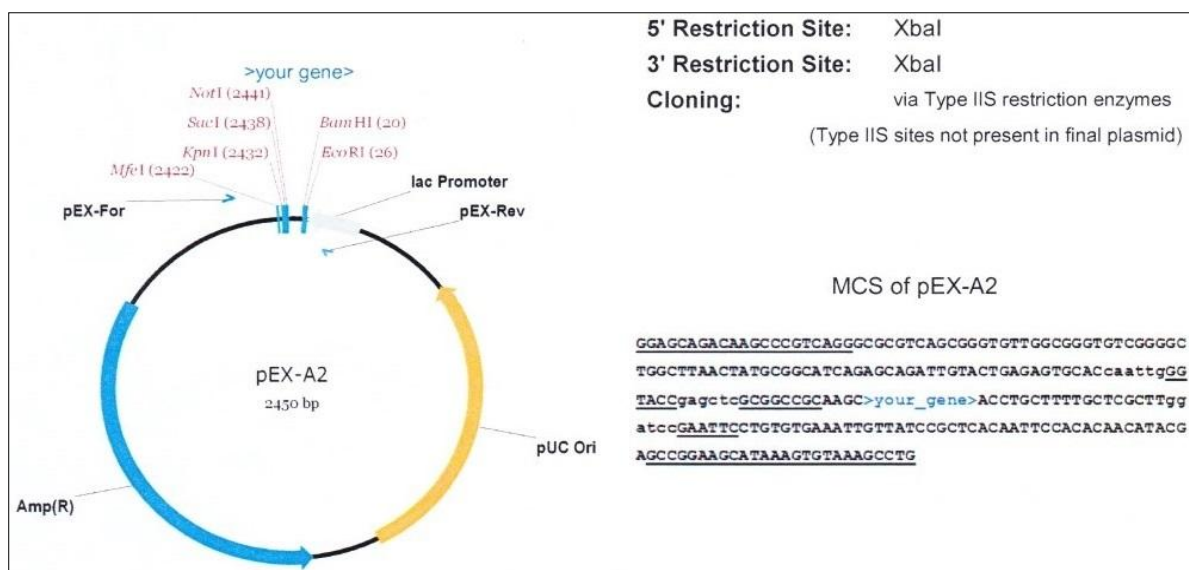 >your gene>
NotI (2441)
SacI (2438)
KpnI (2432)
MfeI (2422)
BamHI (20)
EcoRI (26)
lac Promoter
pEX-For
pEX-Rev
pEX-A2
2450 bp
pUC Ori
Amp(R)
5' Restriction Site: XbaI
3' Restriction Site: XbaI
Cloning: via Type IIS restriction enzymes
(Type IIS sites not present in final plasmid)
MCS of pEX-A2
GGAGCAGACAAGCCCGTCAGGGCGCGTCAGCGGGTGTTGGCGGGTGTCGGGGC
TGGCTTAACTATGCGGCATCAGAGCAGATTGTACTGAGAGTGCACCcaattgGG
TACCgagctcGCGGCCGCAAGC>your_gene>ACCTGCTTTTGCTCGCTTGg
atccGAATTCCTGTGTGAAATTGTTATCCGCTCACAATTCCACACAACATACG
AGCCGGAAGCATAAAGTGTAAAGCCTG